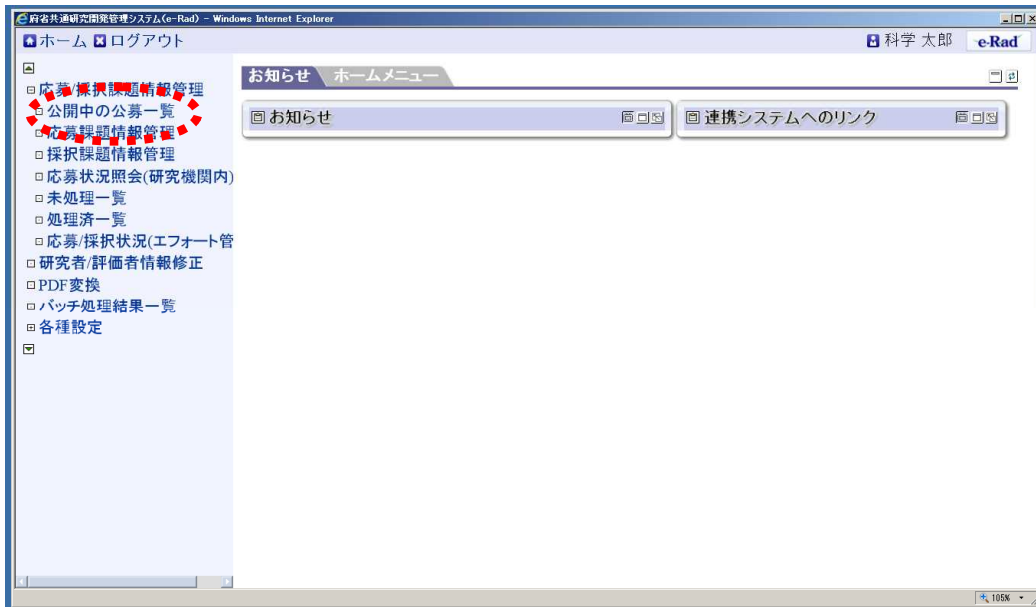 府省共通研究開発管理システム(e-Rad) - Windows Internet Explorer
ホーム ログアウト
科学 太郎 e-Rad
応募/採択課題情報管理
公開中の公募一覧
応募課題情報管理
採択課題情報管理
応募状況照会(研究機関内)
未処理一覧
処理済一覧
応募/採択状況(エフォート管
研究者/評価者情報修正
PDF変換
バッチ処理結果一覧
各種設定
お知らせ ホームメニュー
お知らせ
連携システムへのリンク
105%